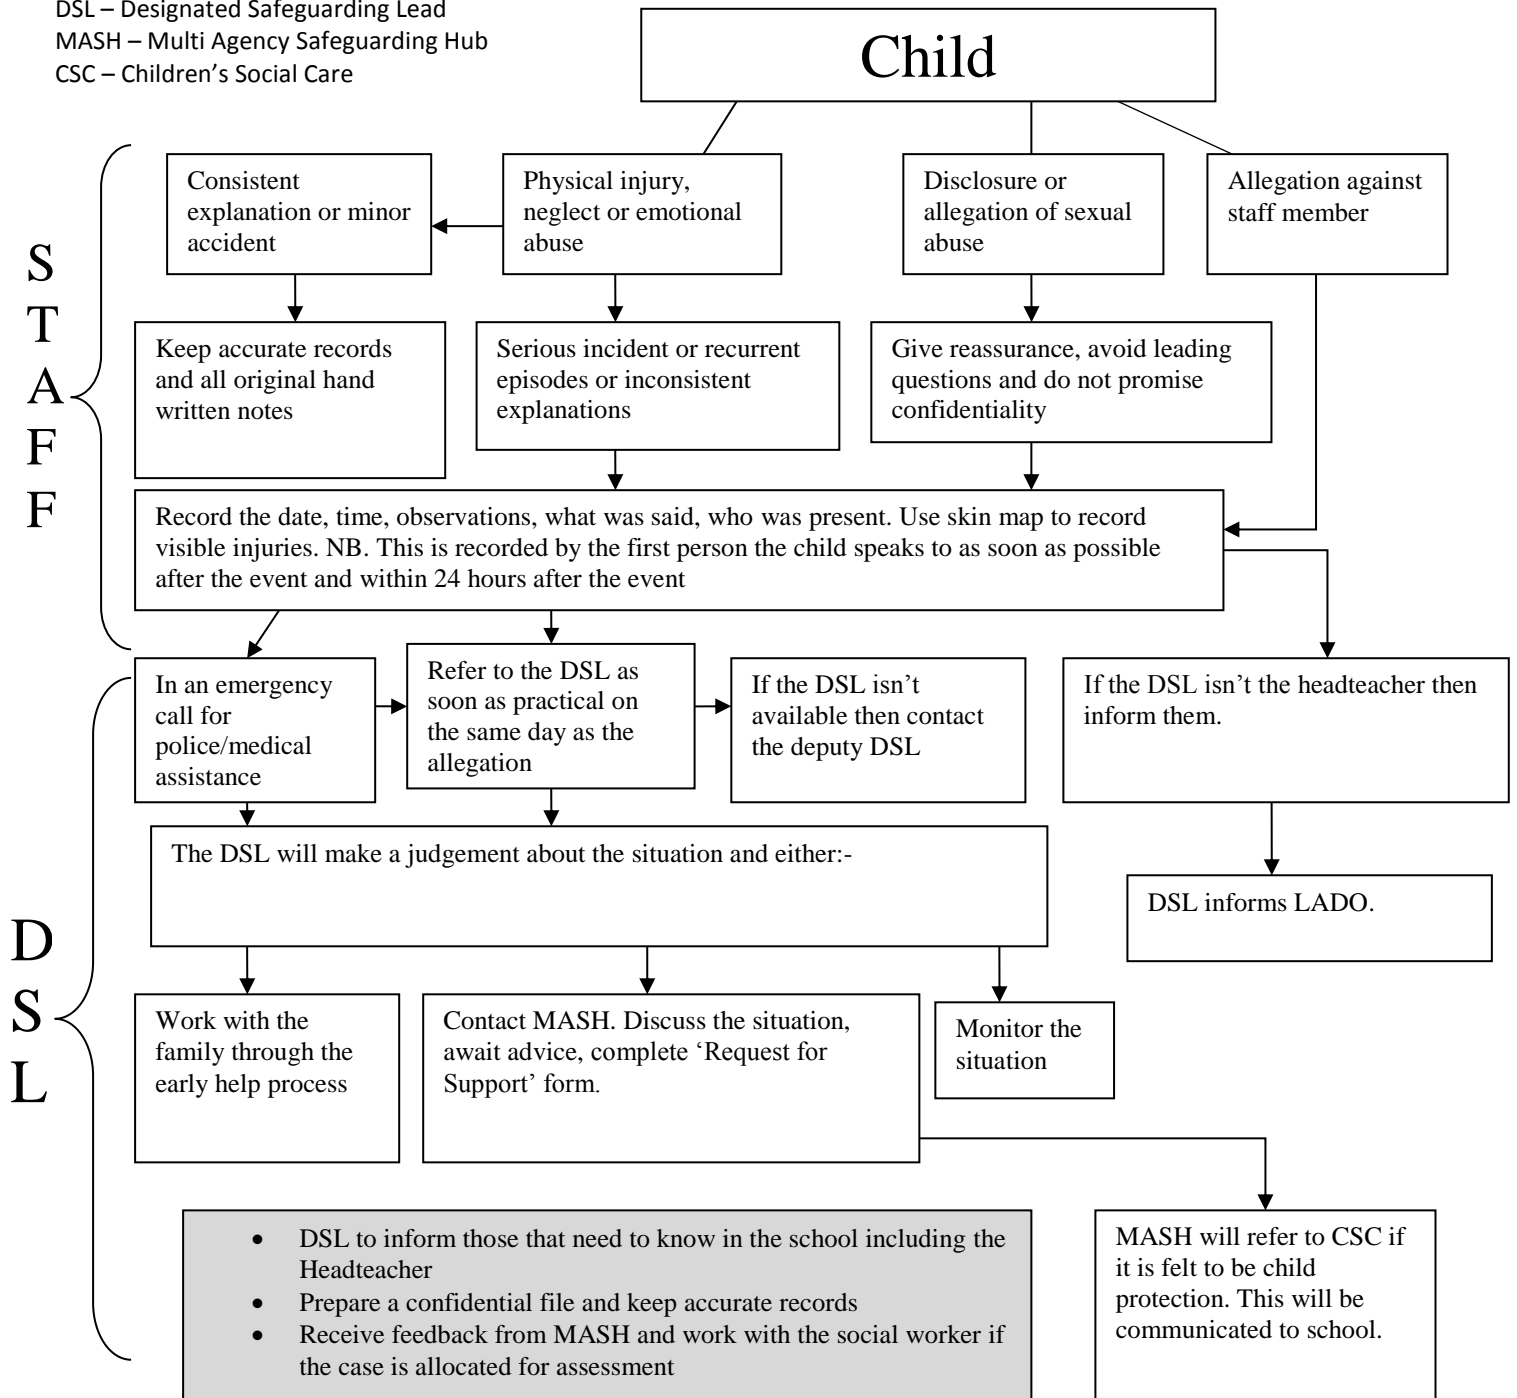 DSL – Designated Safeguarding Lead
MASH – Multi Agency Safeguarding Hub
CSC – Children's Social Care
Child
S
T
A
F
F
Consistent
explanation or minor
accident
Physical injury,
neglect or emotional
abuse
Disclosure or
allegation of sexual
abuse
Allegation against
staff member
Keep accurate records
and all original hand
written notes
Serious incident or recurrent
episodes or inconsistent
explanations
Give reassurance, avoid leading
questions and do not promise
confidentiality
Record the date, time, observations, what was said, who was present. Use skin map to record
visible injuries. NB. This is recorded by the first person the child speaks to as soon as possible
after the event and within 24 hours after the event
D
S
L
In an emergency
call for
police/medical
assistance
Refer to the DSL as
soon as practical on
the same day as the
allegation
If the DSL isn't
available then contact
the deputy DSL
If the DSL isn't the headteacher then
inform them.
The DSL will make a judgement about the situation and either:-
DSL informs LADO.
Work with the
family through the
early help process
Contact MASH. Discuss the situation,
await advice, complete 'Request for
Support' form.
Monitor the
situation
• DSL to inform those that need to know in the school including the
Headteacher
• Prepare a confidential file and keep accurate records
• Receive feedback from MASH and work with the social worker if
the case is allocated for assessment
MASH will refer to CSC if
it is felt to be child
protection. This will be
communicated to school.